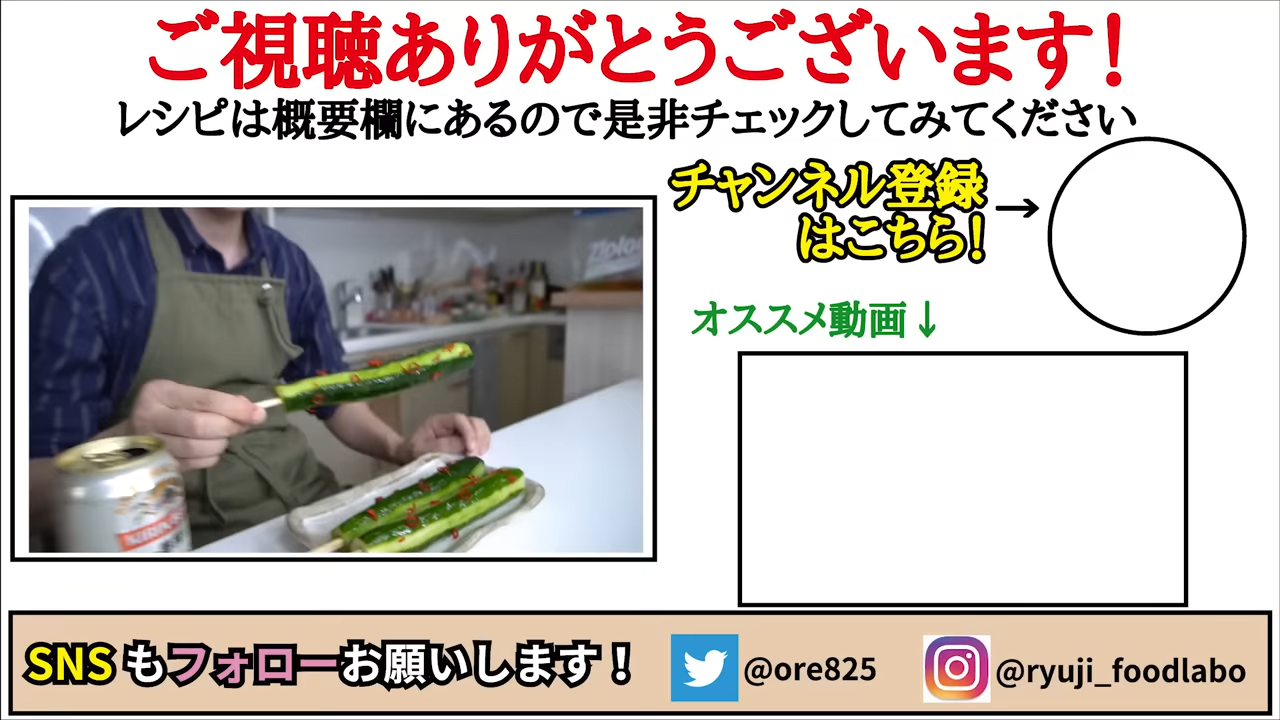 ご視聴ありがとうございます！
レシピは概要欄にあるので是非チェックしてみてください
チャンネル登録
はこちら！
→
オススメ動画↓
Ziploc
KIRIN
SNSもフォローお願いします！
@ore825
@ryuji_foodlabo